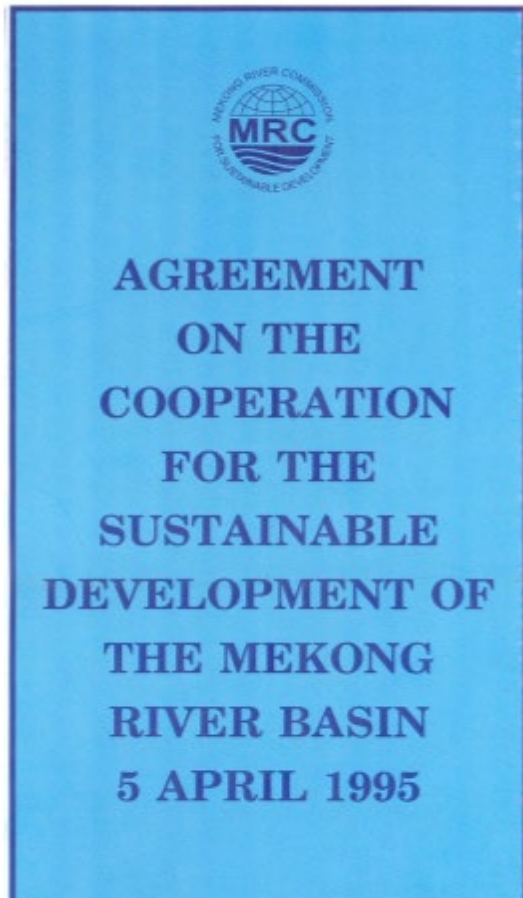 MEKONG RIVER COMMISSION
MRC
FOR SUSTAINABLE DEVELOPMENT
AGREEMENT
ON THE
COOPERATION
FOR THE
SUSTAINABLE
DEVELOPMENT OF
THE MEKONG
RIVER BASIN
5 APRIL 1995